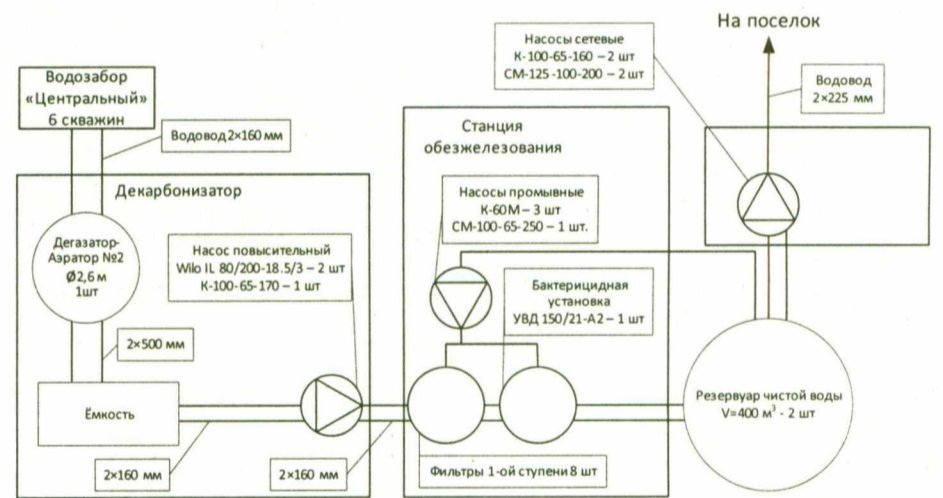 На поселок
Насосы сетевые
К-100-65-160 – 2 шт
СМ-125-100-200 – 2 шт
Водовод
2×225 мм
Водозабор
«Центральный»
6 скважин
Водовод 2×160 мм
Станция
обезжелезования
Декарбонизатор
Насосы промывные
К-60М – 3 шт
СМ-100-65-250 – 1 шт.
Дегазатор-
Аэратор №2
Ø2,6 м
1шт
Насос повысительный
Wilo IL 80/200-18.5/3 – 2 шт
К-100-65-170 – 1 шт
Бактерицидная
установка
УВД 150/21-А2 – 1 шт
2×500 мм
Ёмкость
Резервуар чистой воды
V=400 м³ - 2 шт
2×160 мм
2×160 мм
Фильтры 1-ой ступени 8 шт